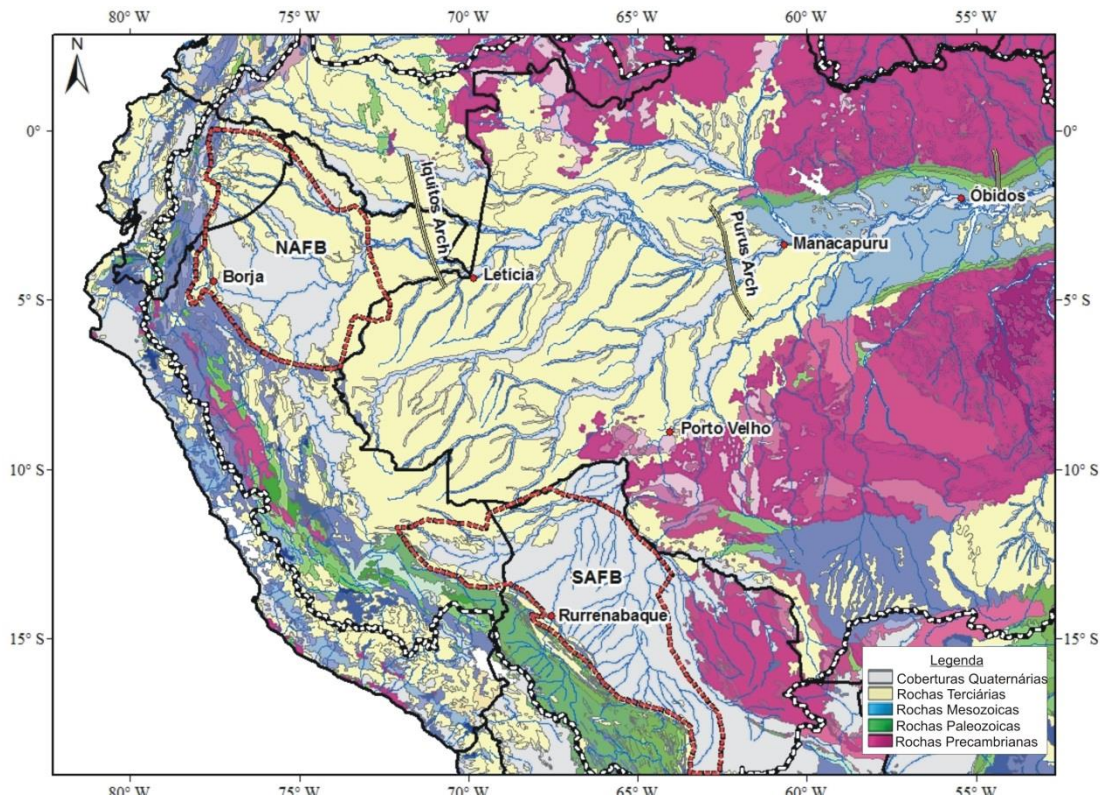 80° W 75° W 70° W 65° W 60° W 55° W
N
0° 0°
Iquitos Arch
Óbidos
NAFB
Purus Arch
Manacapuru
Borja
Letícia
5° S 5° S
Porto Velho
10° S 10° S
SAFB
Rurrenabaque
15° S 15° S
Legenda
Coberturas Quaternárias
Rochas Terciárias
Rochas Mesozoicas
Rochas Paleozoicas
Rochas Precambrianas
80° W 75° W 70° W 65° W 60° W 55° W